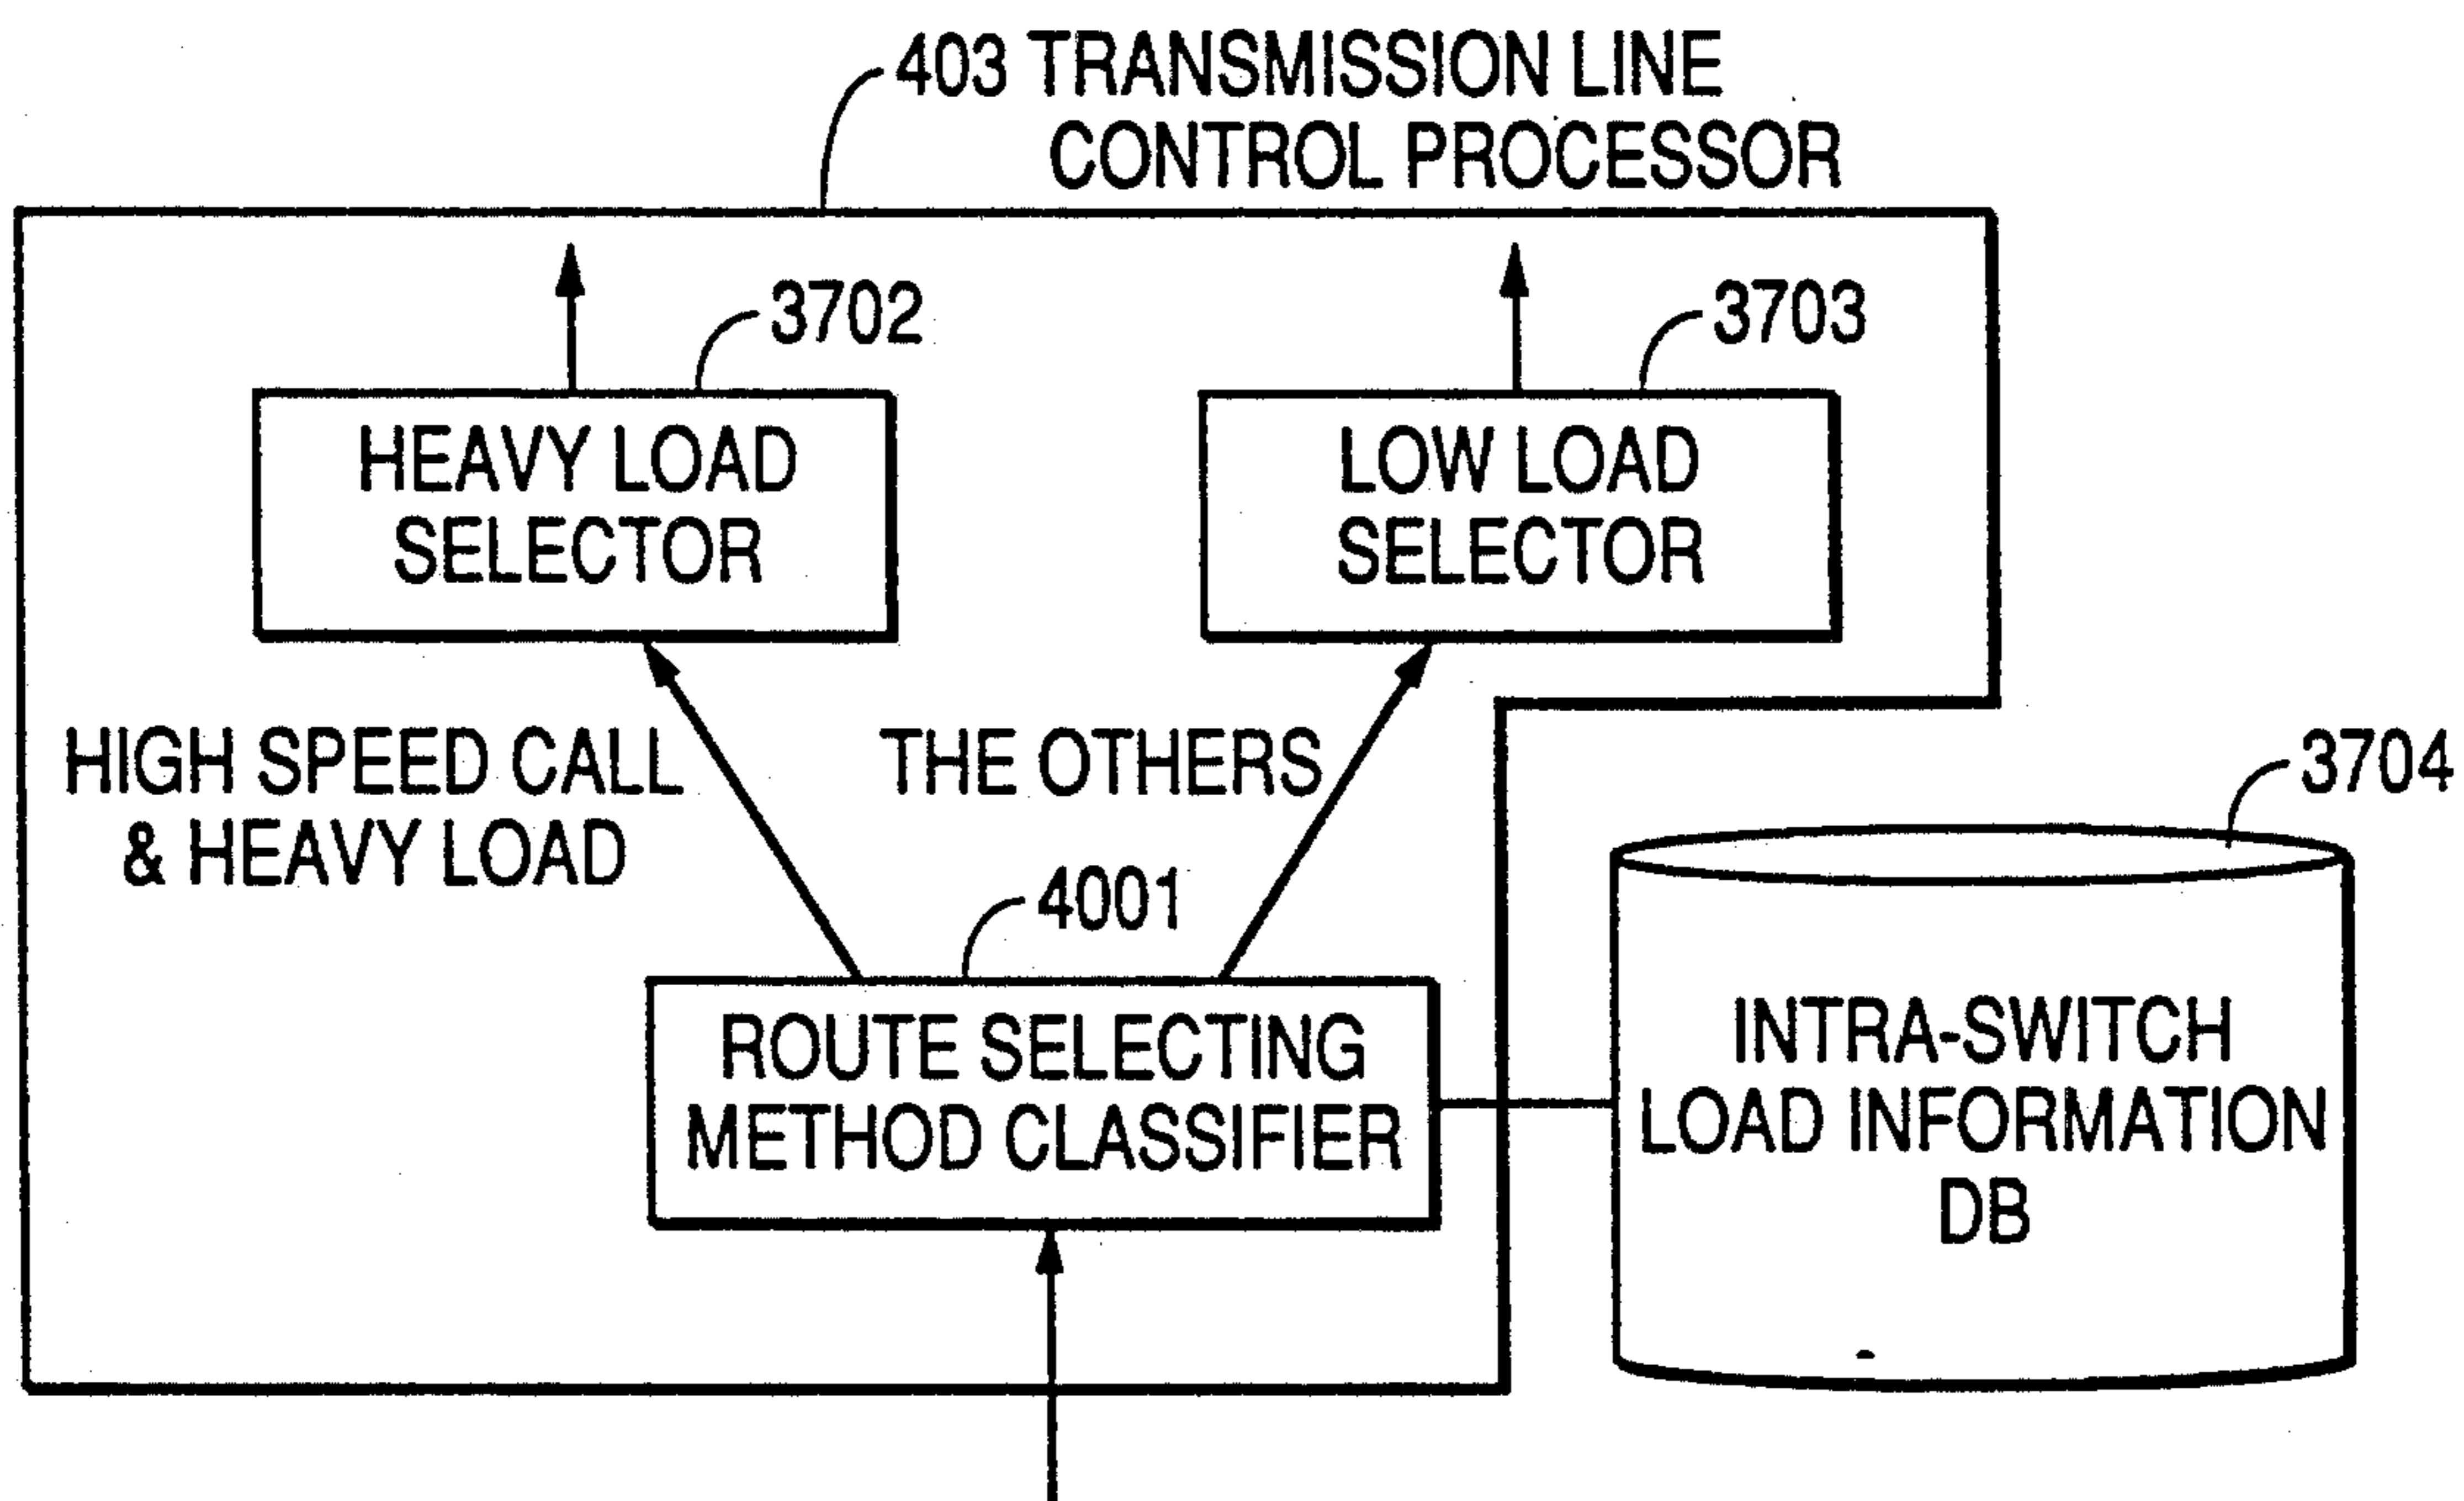 403 TRANSMISSION LINE
CONTROL PROCESSOR
3702
3703
HEAVY LOAD
SELECTOR
LOW LOAD
SELECTOR
HIGH SPEED CALL
& HEAVY LOAD
THE OTHERS
3704
4001
ROUTE SELECTING
METHOD CLASSIFIER
INTRA-SWITCH
LOAD INFORMATION
DB